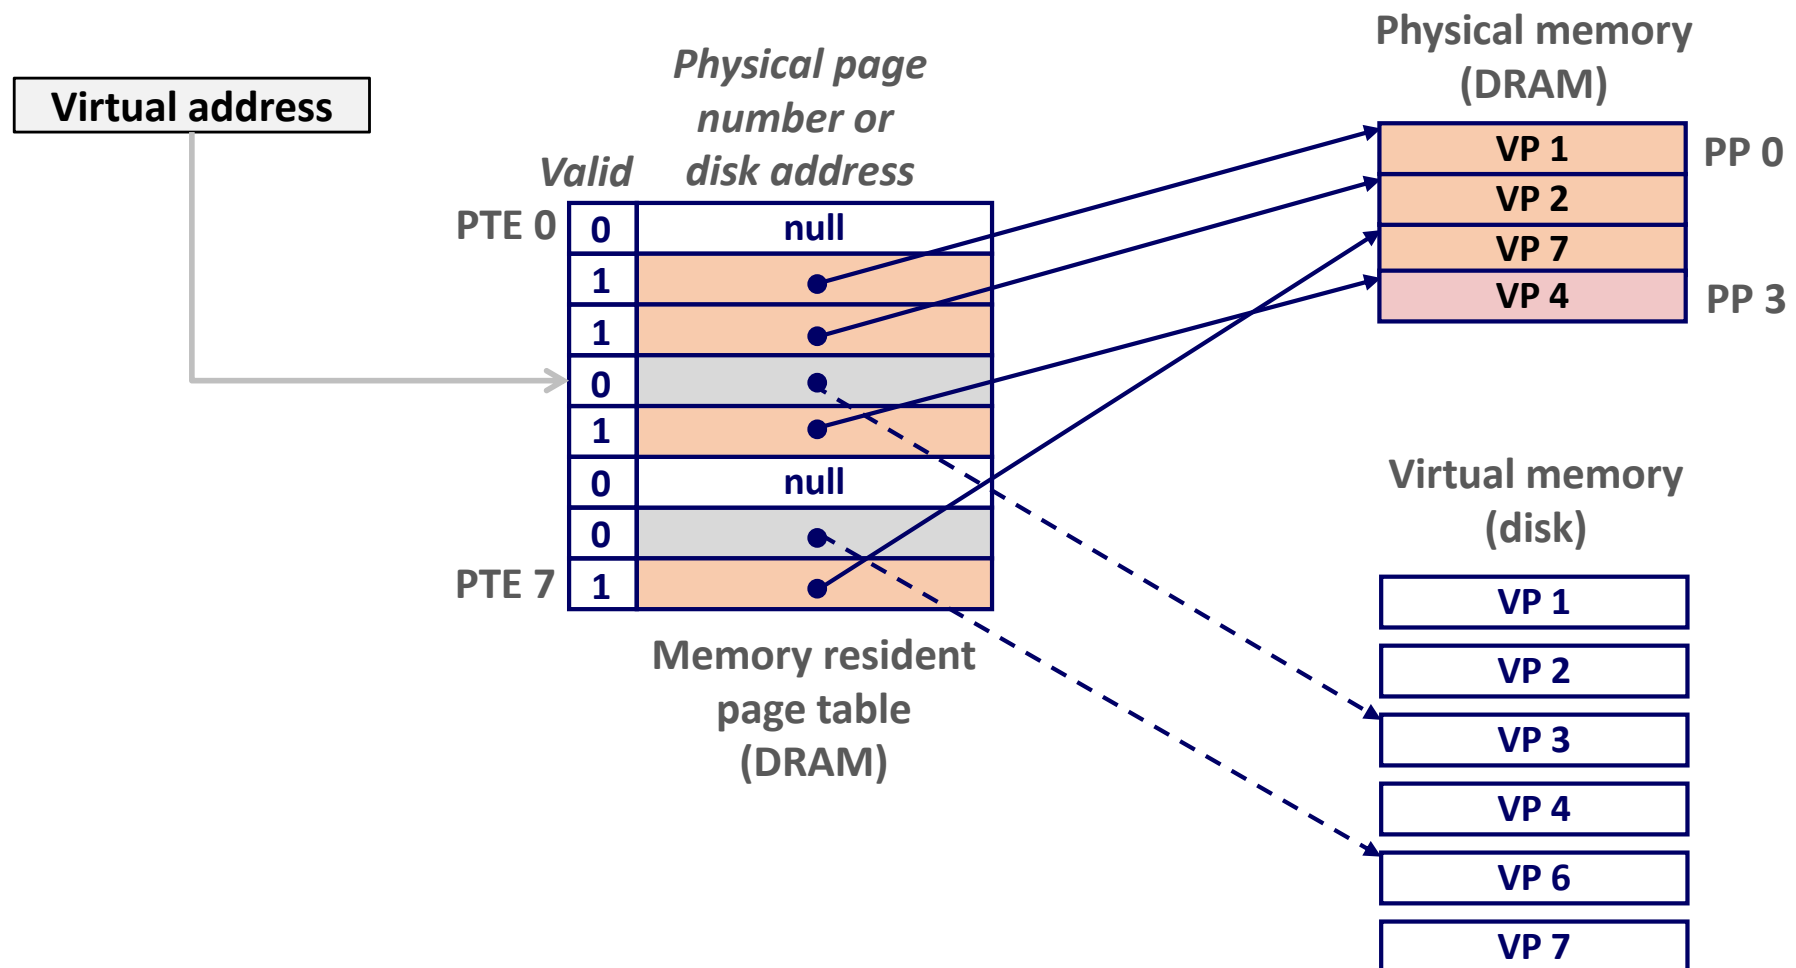 Virtual address
Physical page
number or
disk address
Valid
PTE 0
0
null
1
1
0
1
0
null
0
PTE 7
1
Memory resident
page table
(DRAM)
Physical memory
(DRAM)
VP 1
PP 0
VP 2
VP 7
VP 4
PP 3
Virtual memory
(disk)
VP 1
VP 2
VP 3
VP 4
VP 6
VP 7